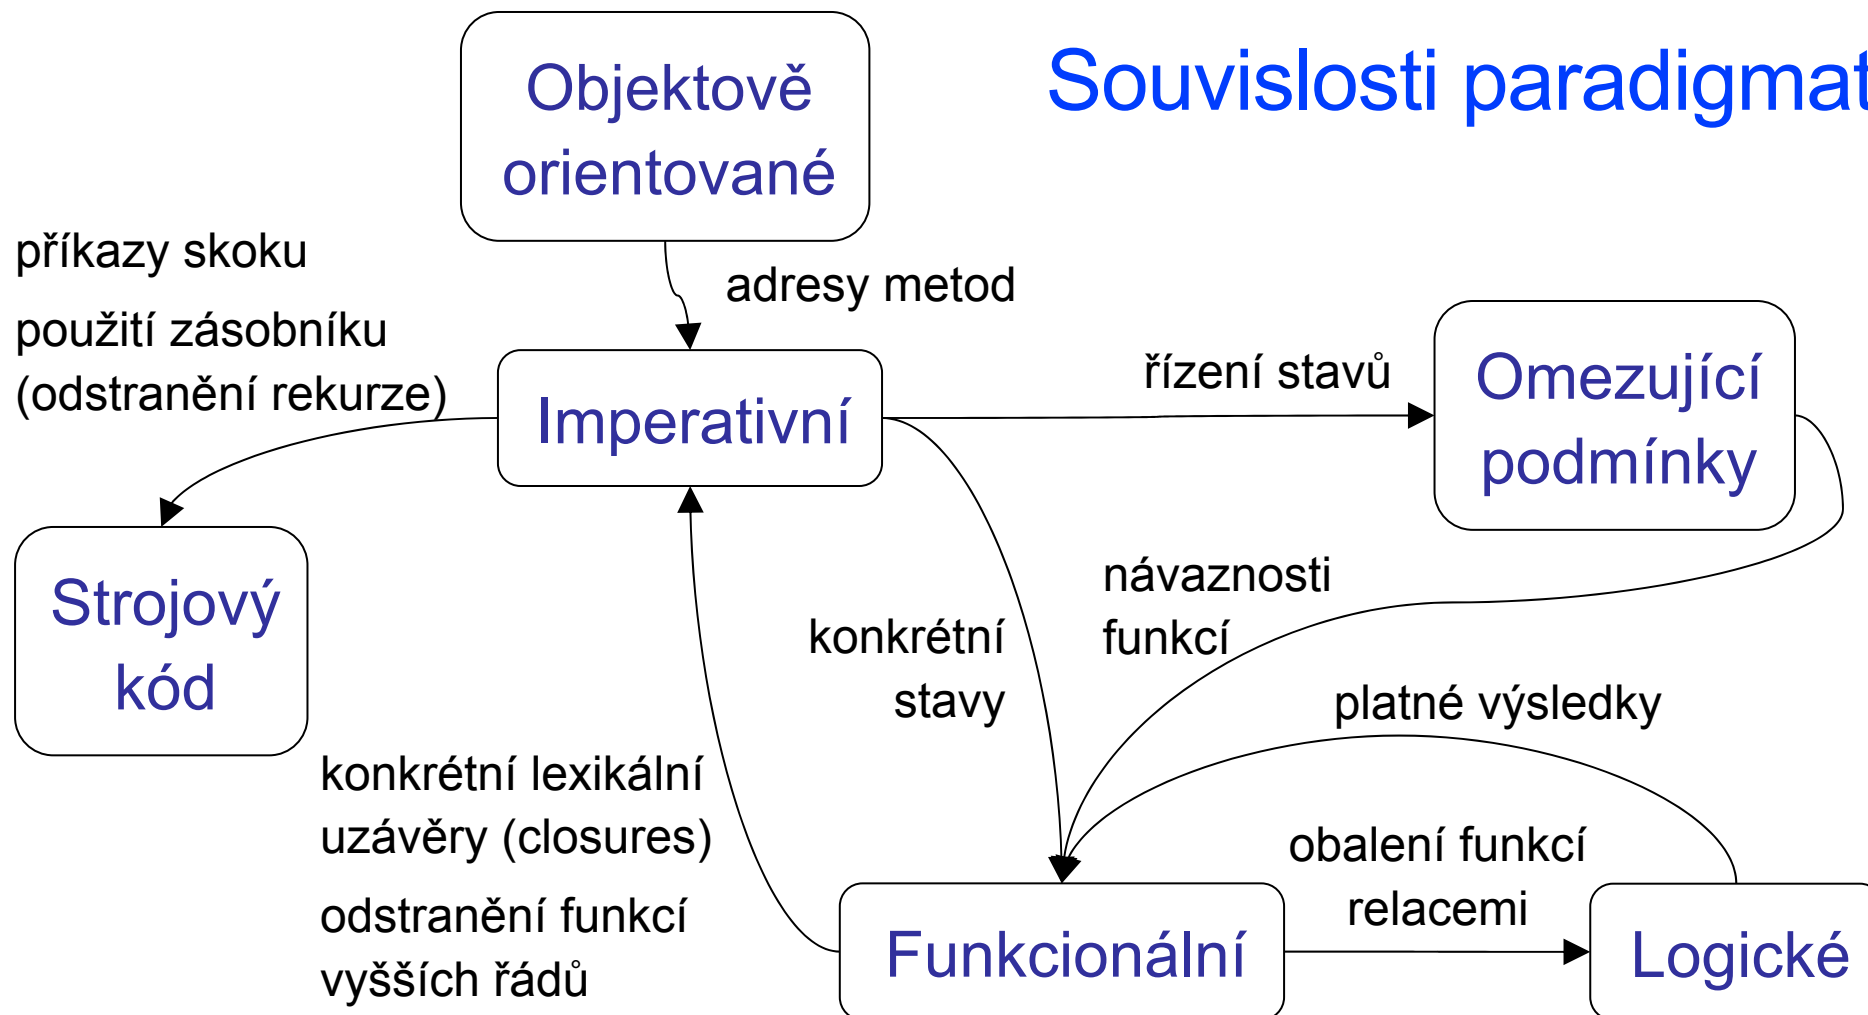 Souvislosti paradigmat
Objektově
orientované
příkazy skoku
použití zásobníku
(odstranění rekurze)
adresy metod
Imperativní
řízení stavů
Omezující
podmínky
Strojový
kód
konkrétní
stavy
návaznosti
funkcí
platné výsledky
konkrétní lexikální
uzávěry (closures)
odstranění funkcí
vyšších řádů
obalení funkcí
relacemi
Funkcionální
Logické